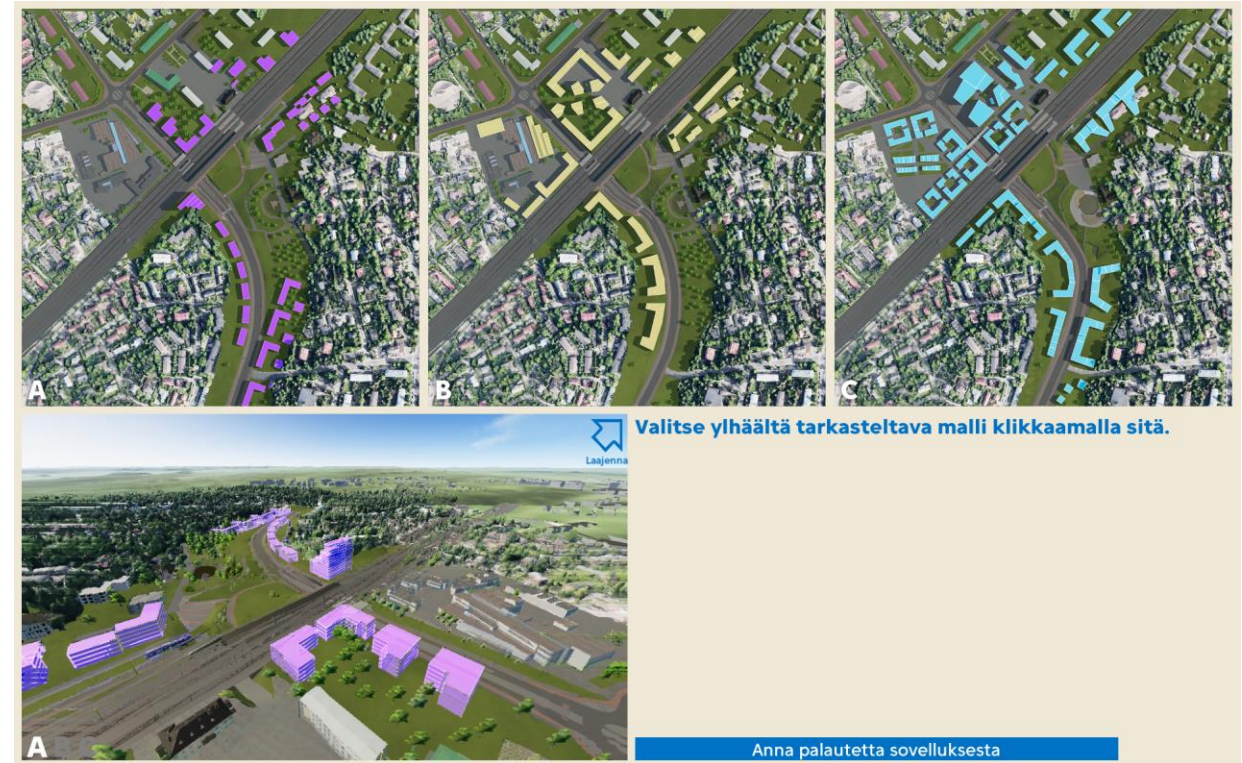 A
B
C
Valitse ylhäältä tarkasteltava malli klikkaamalla sitä.
Laajenna
A B C
Anna palautetta sovelluksesta